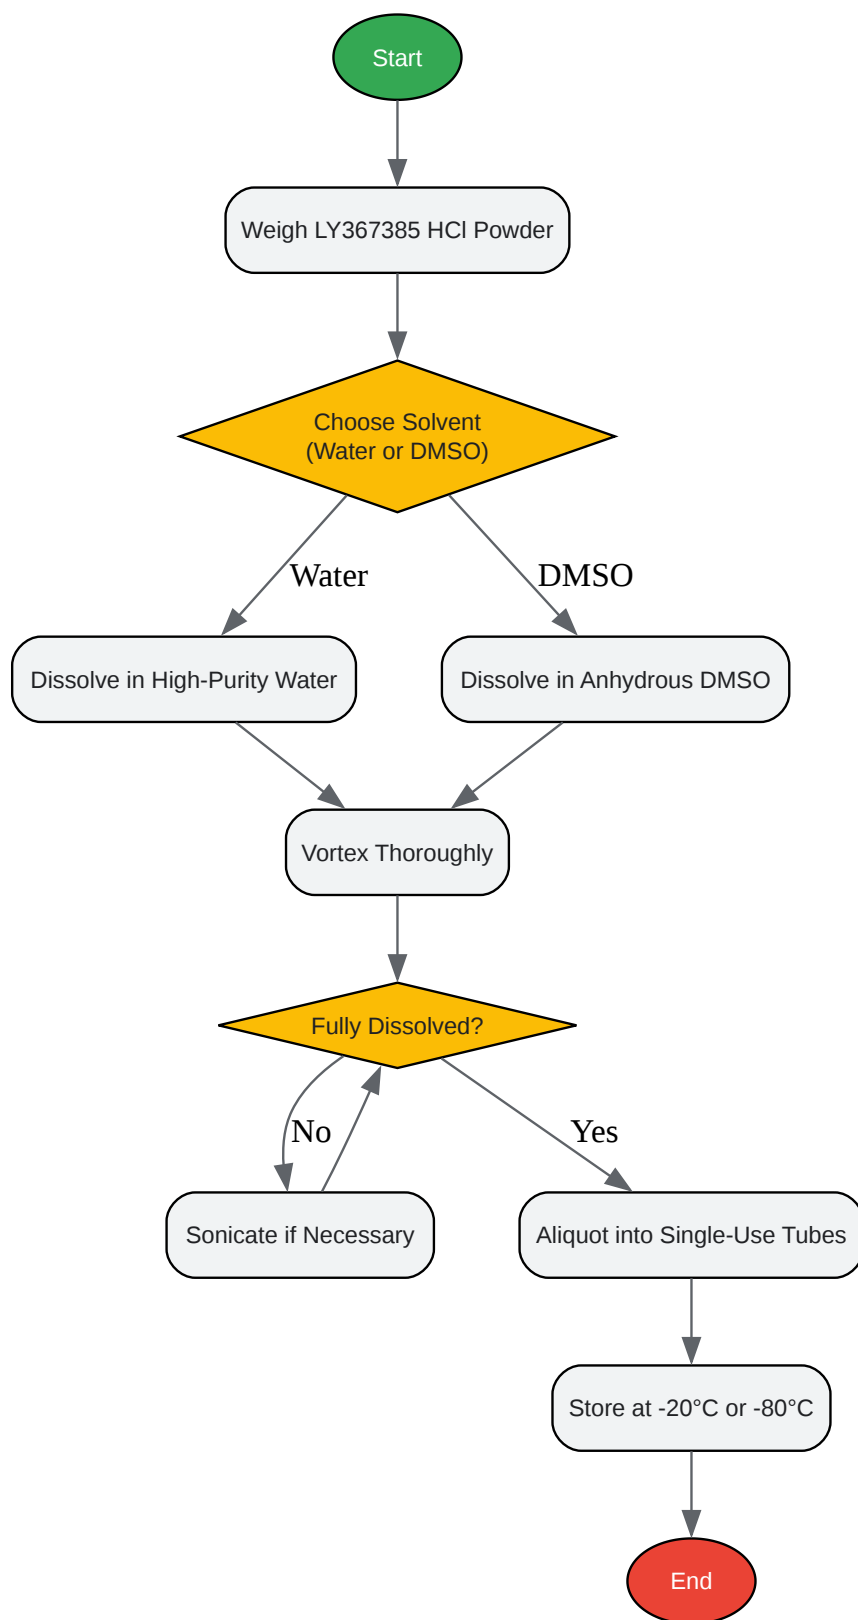 Start
Weigh LY367385 HCl Powder
Choose Solvent
(Water or DMSO)
Water
DMSO
Dissolve in High-Purity Water
Dissolve in Anhydrous DMSO
Vortex Thoroughly
Fully Dissolved?
No
Yes
Sonicate if Necessary
Aliquot into Single-Use Tubes
Store at -20°C or -80°C
End